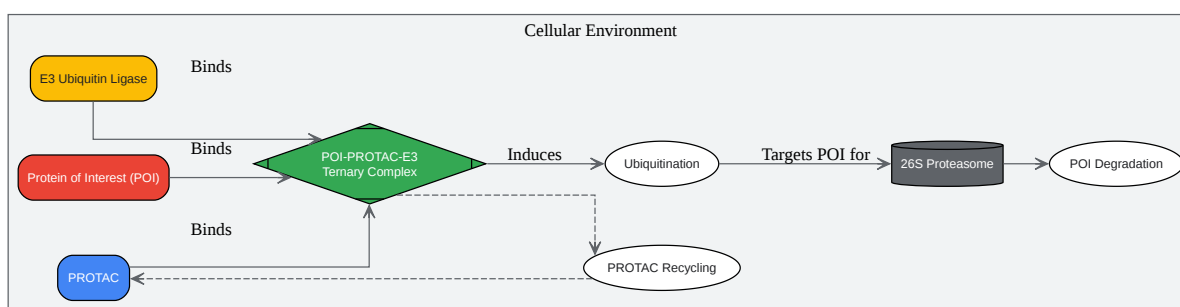 Cellular Environment
Binds
E3 Ubiquitin Ligase
Binds
POI-PROTAC-E3
Ternary Complex
Induces
Ubiquitination
Targets POI for
26S Proteasome
POI Degradation
Protein of Interest (POI)
Binds
PROTAC
PROTAC Recycling